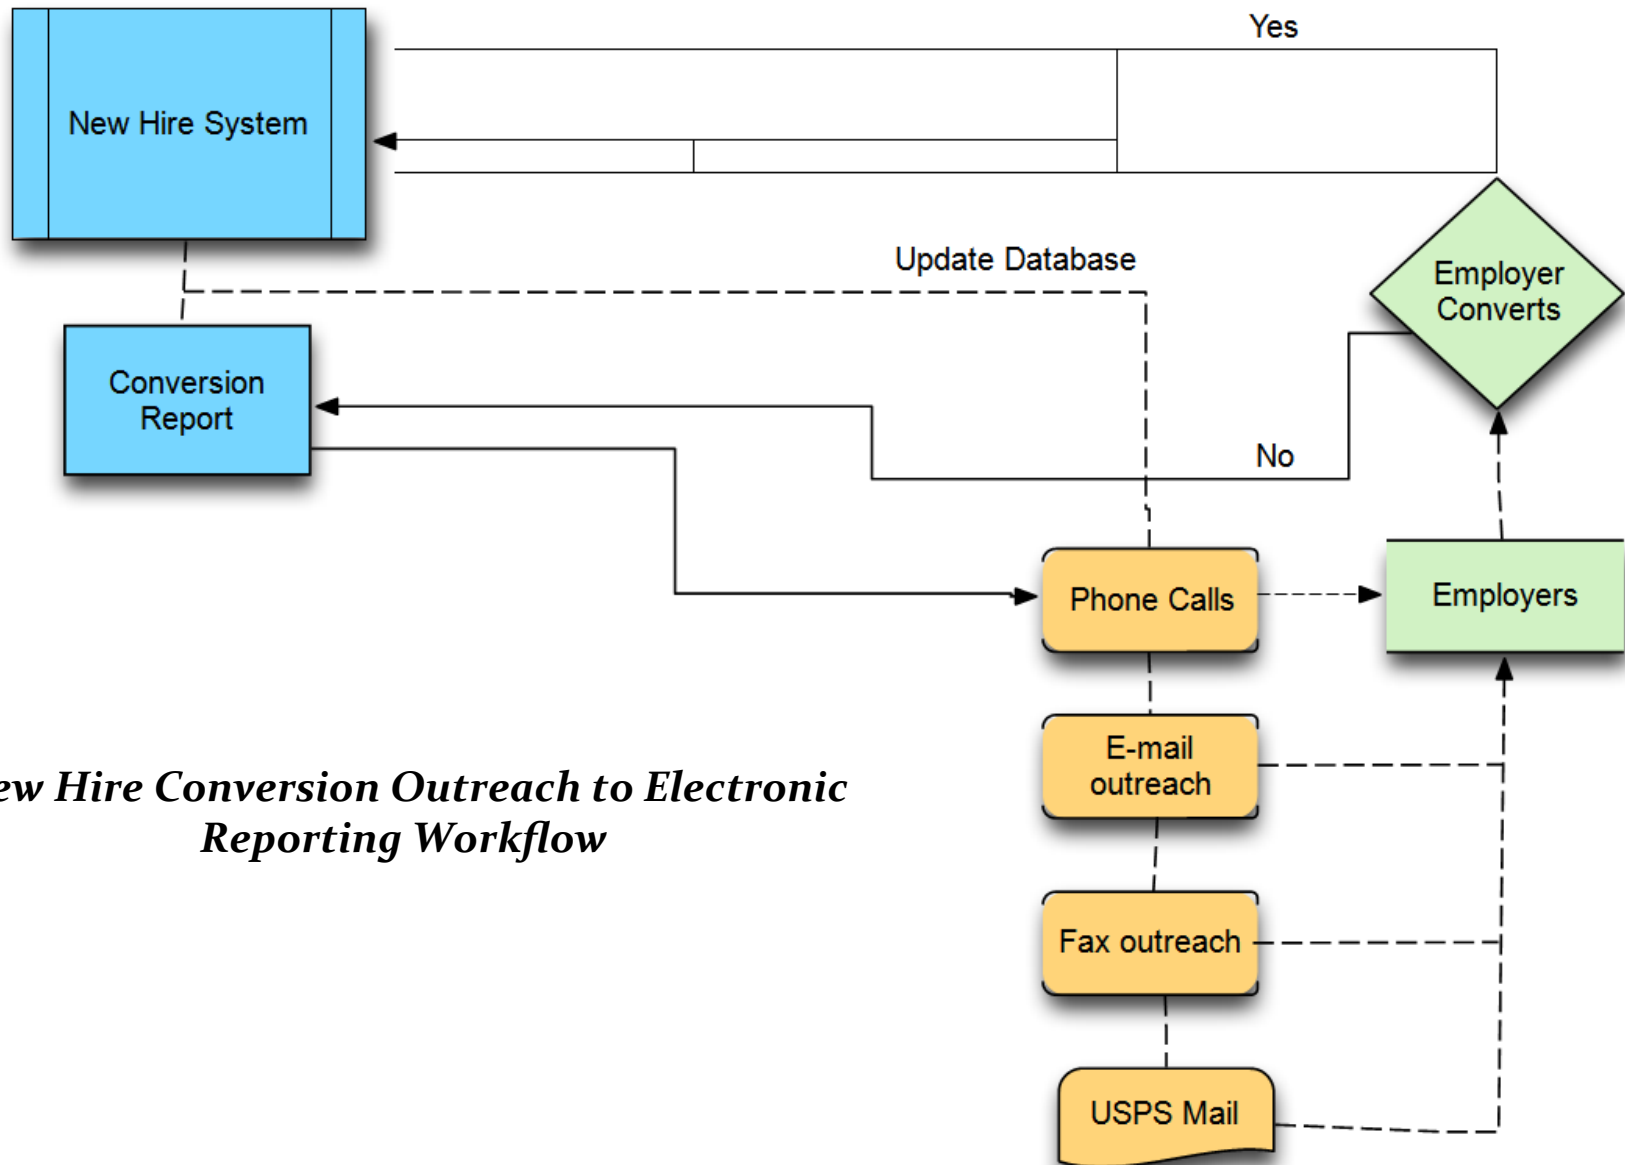 Yes
New Hire System
Update Database
Employer
Converts
Conversion
Report
No
Phone Calls
Employers
E-mail
outreach
ew Hire Conversion Outreach to Electronic
Reporting Workflow
Fax outreach
USPS Mail